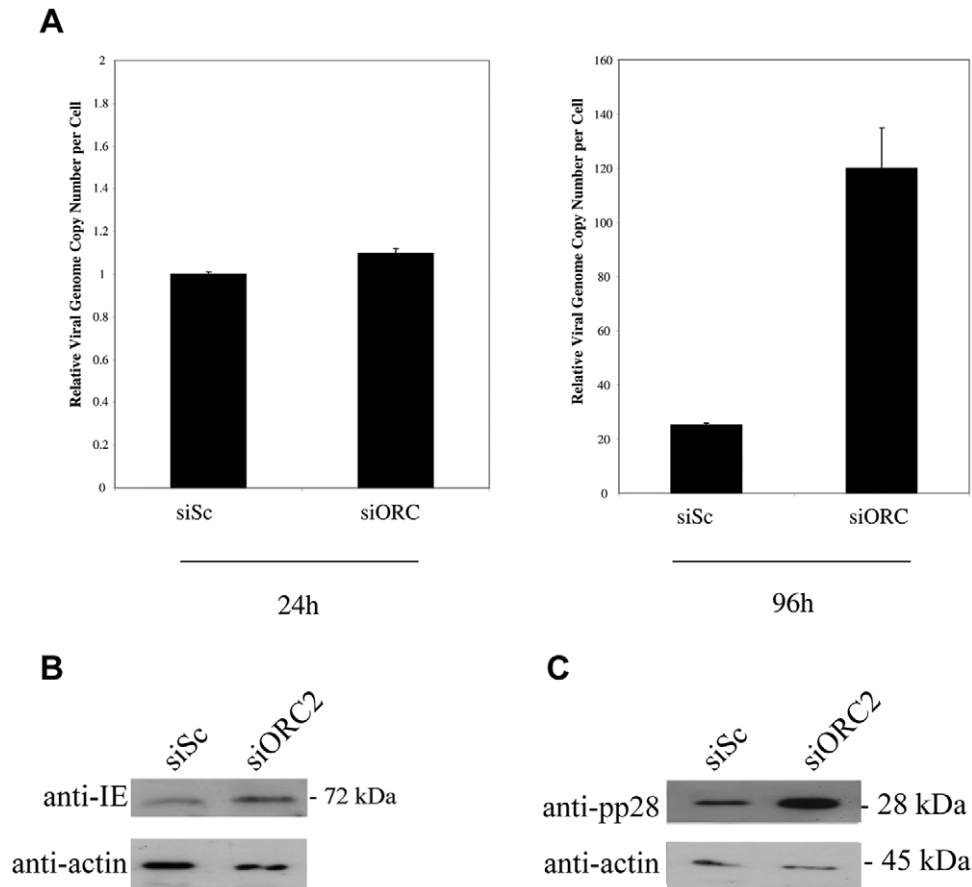 A
Relative Viral Genome Copy Number per Cell
2
1.8
1.6
1.4
1.2
1
0.8
0.6
0.4
0.2
0
siSc siORC
24h
Relative Viral Genome Copy Number per Cell
160
140
120
100
80
60
40
20
0
siSc siORC
96h
B
siSc siORC2
anti-IE - 72 kDa
anti-actin
C
siSc siORC2
anti-pp28 - 28 kDa
anti-actin - 45 kDa